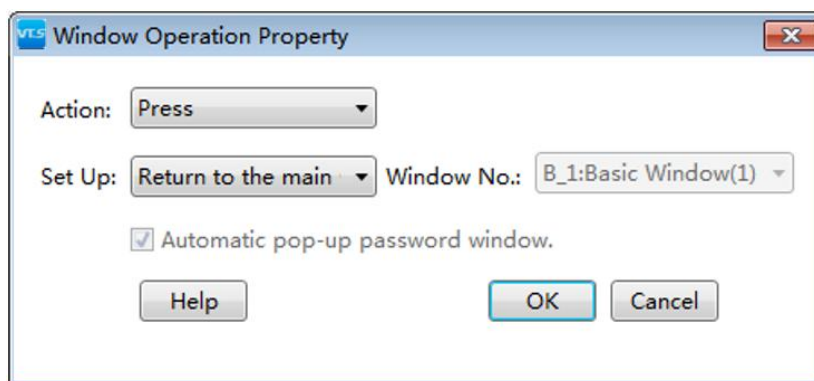 VTS Window Operation Property
Action: Press
Set Up: Return to the main Window No.: B_1:Basic Window(1)
Automatic pop-up password window.
Help OK Cancel